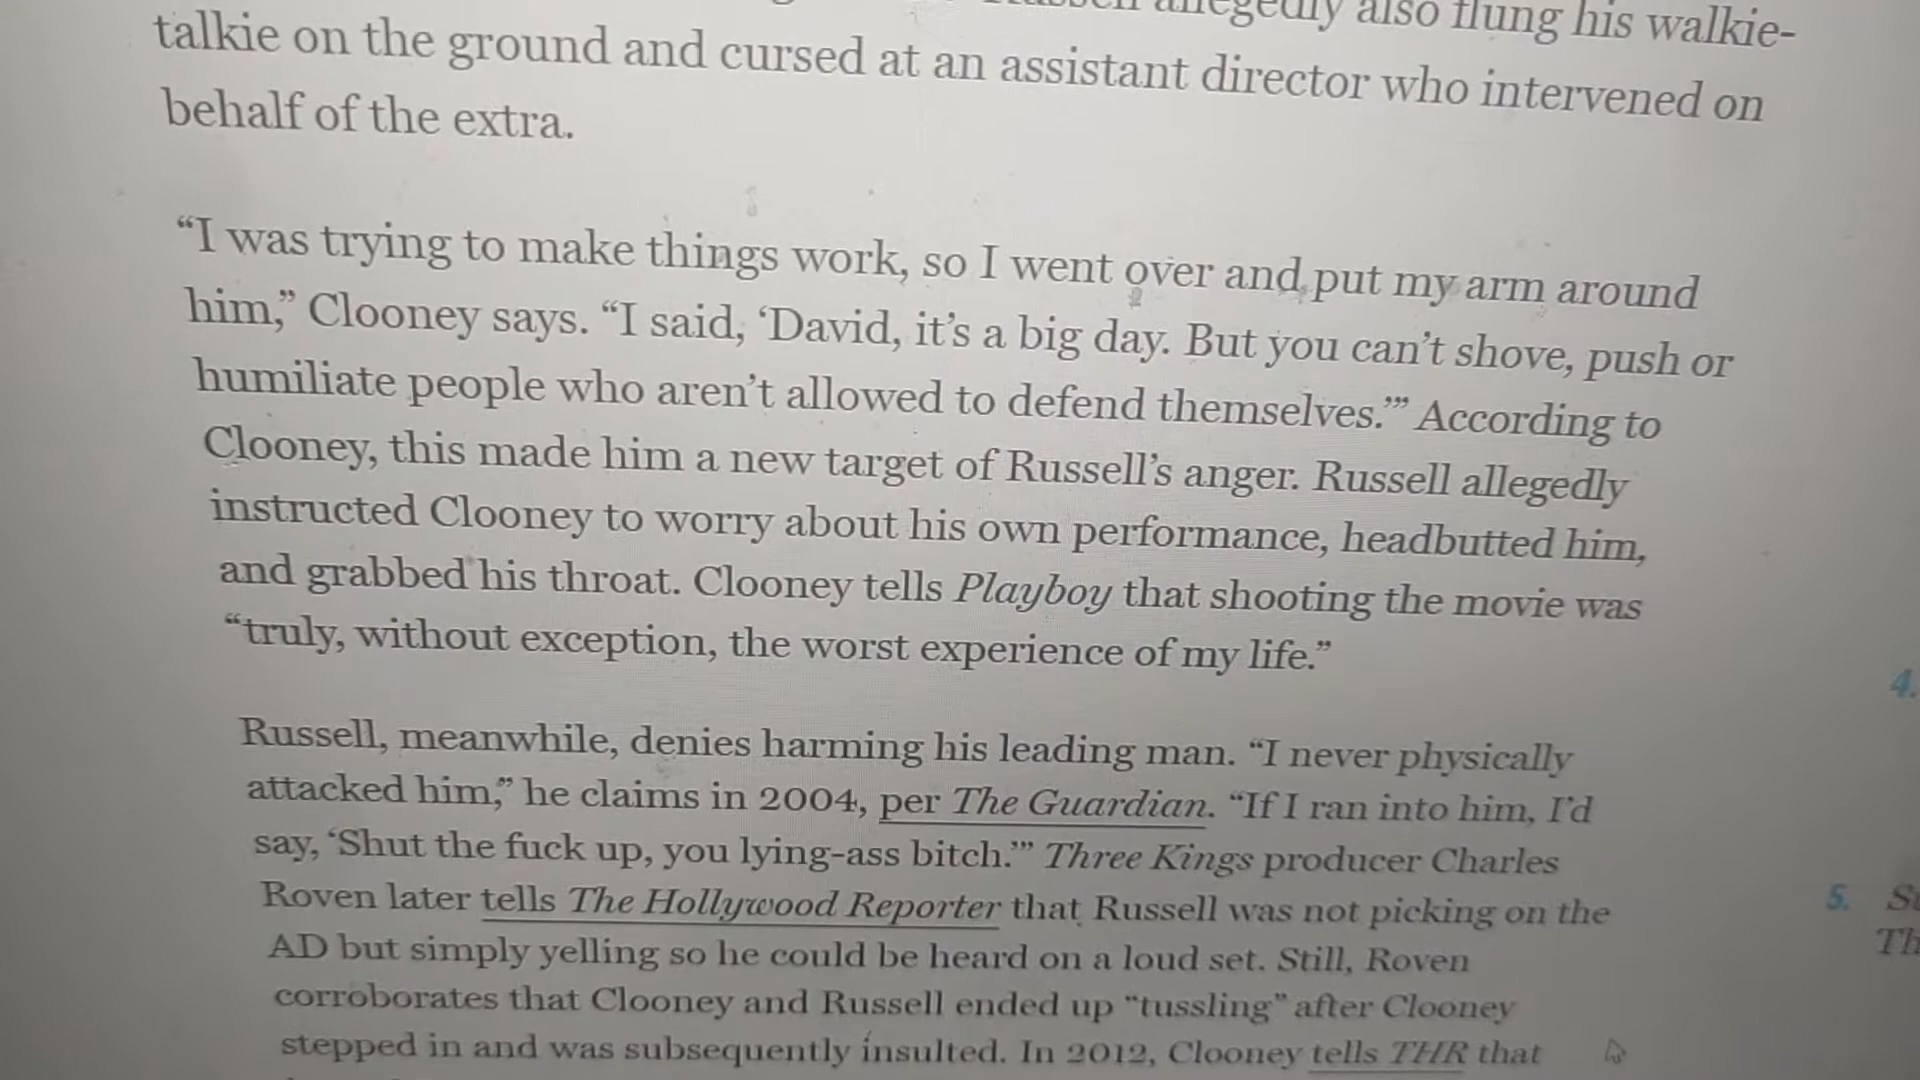 allegedly also flung his walkie-
talkie on the ground and cursed at an assistant director who intervened on
behalf of the extra.
“I was trying to make things work, so I went over and put my arm around
him,” Clooney says. “I said, ‘David, it’s a big day. But you can’t shove, push or
humiliate people who aren’t allowed to defend themselves.’” According to
Clooney, this made him a new target of Russell’s anger. Russell allegedly
instructed Clooney to worry about his own performance, headbutted him,
and grabbed his throat. Clooney tells Playboy that shooting the movie was
“truly, without exception, the worst experience of my life.”
Russell, meanwhile, denies harming his leading man. “I never physically
attacked him,” he claims in 2004, per The Guardian. “If I ran into him, I’d
say, ‘Shut the fuck up, you lying-ass bitch.’” Three Kings producer Charles
Roven later tells The Hollywood Reporter that Russell was not picking on the
AD but simply yelling so he could be heard on a loud set. Still, Roven
corroborates that Clooney and Russell ended up “tussling” after Clooney
stepped in and was subsequently insulted. In 2012, Clooney tells THR that
4.
5.